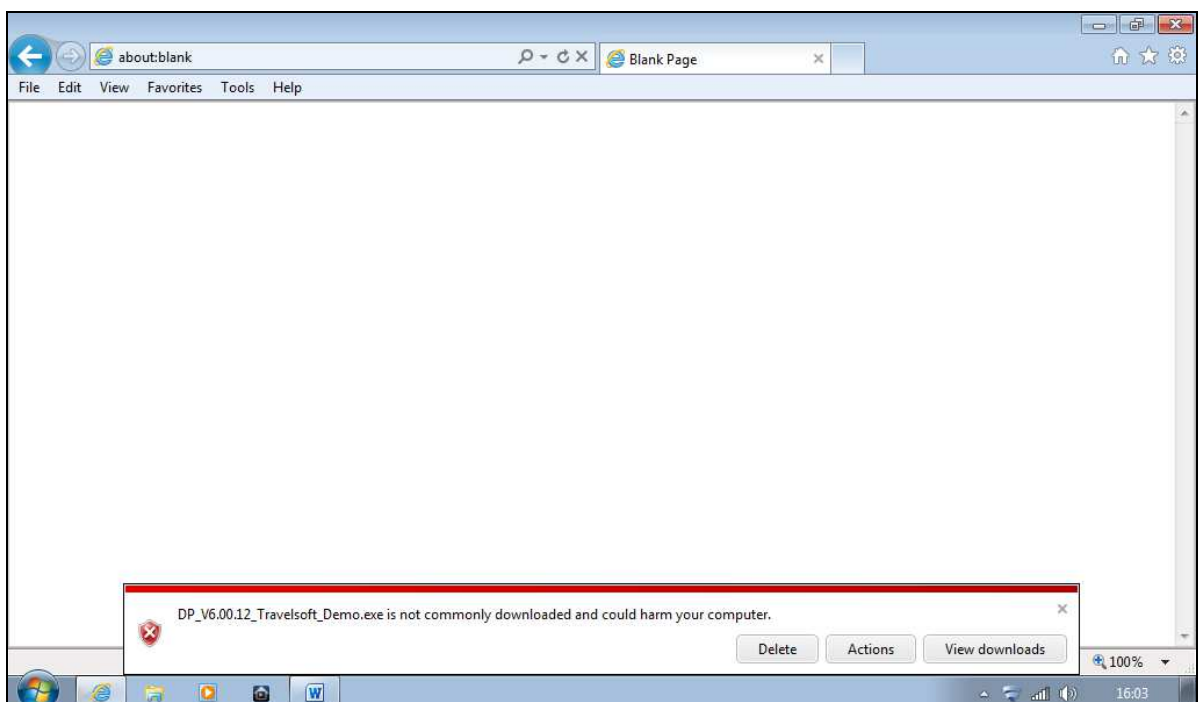 about:blank
Blank Page
File Edit View Favorites Tools Help
DP_V6.00.12_Travelsoft_Demo.exe is not commonly downloaded and could harm your computer.
Delete Actions View downloads
100%
W
16:03